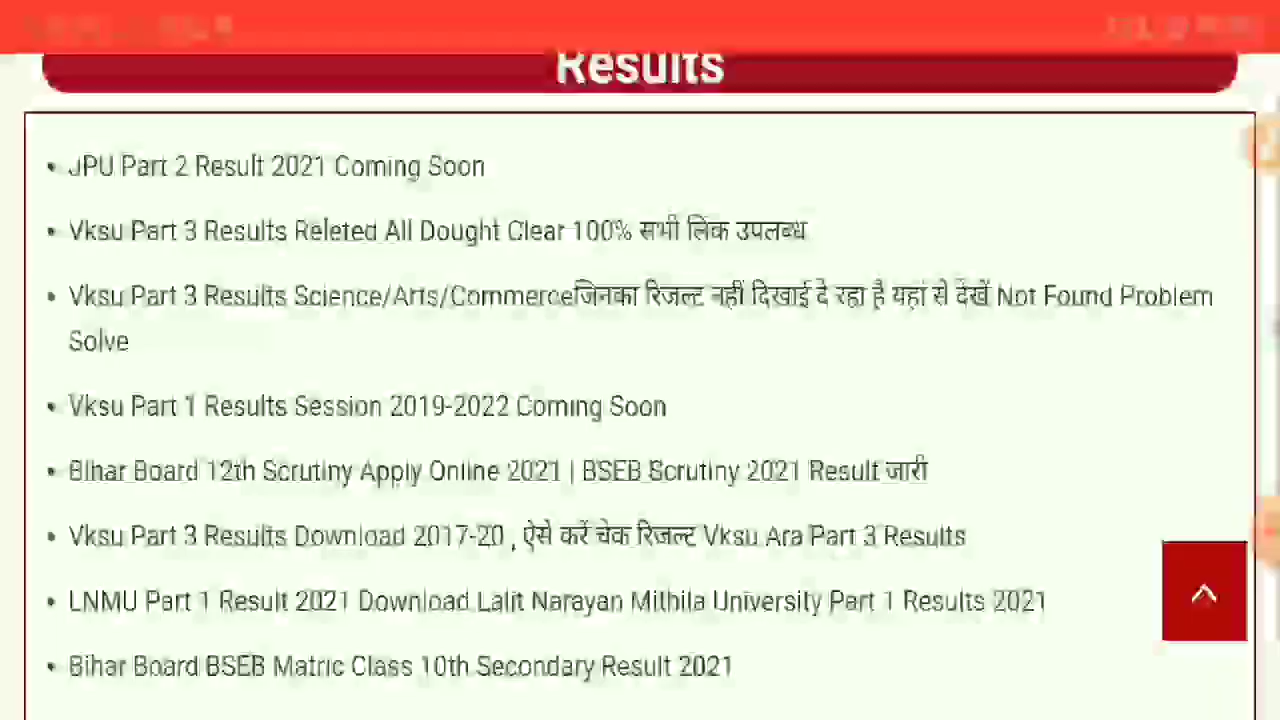 Results
JPU Part 2 Result 2021 Coming Soon
Vksu Part 3 Results Releted All Dought Clear 100% सभी लिंक उपलब्ध
Vksu Part 3 Results Science/Arts/Commerceजिनका रिजल्ट नहीं दिखाई दे रहा है यहां से देखें Not Found Problem
Solve
Vksu Part 1 Results Session 2019-2022 Coming Soon
Bihar Board 12th Scrutiny Apply Online 2021 | BSEB Scrutiny 2021 Result जारी
Vksu Part 3 Results Download 2017-20 , ऐसे करें चेक रिजल्ट Vksu Ara Part 3 Results
LNMU Part 1 Result 2021 Download Lalit Narayan Mithila University Part 1 Results 2021
Bihar Board BSEB Matric Class 10th Secondary Result 2021